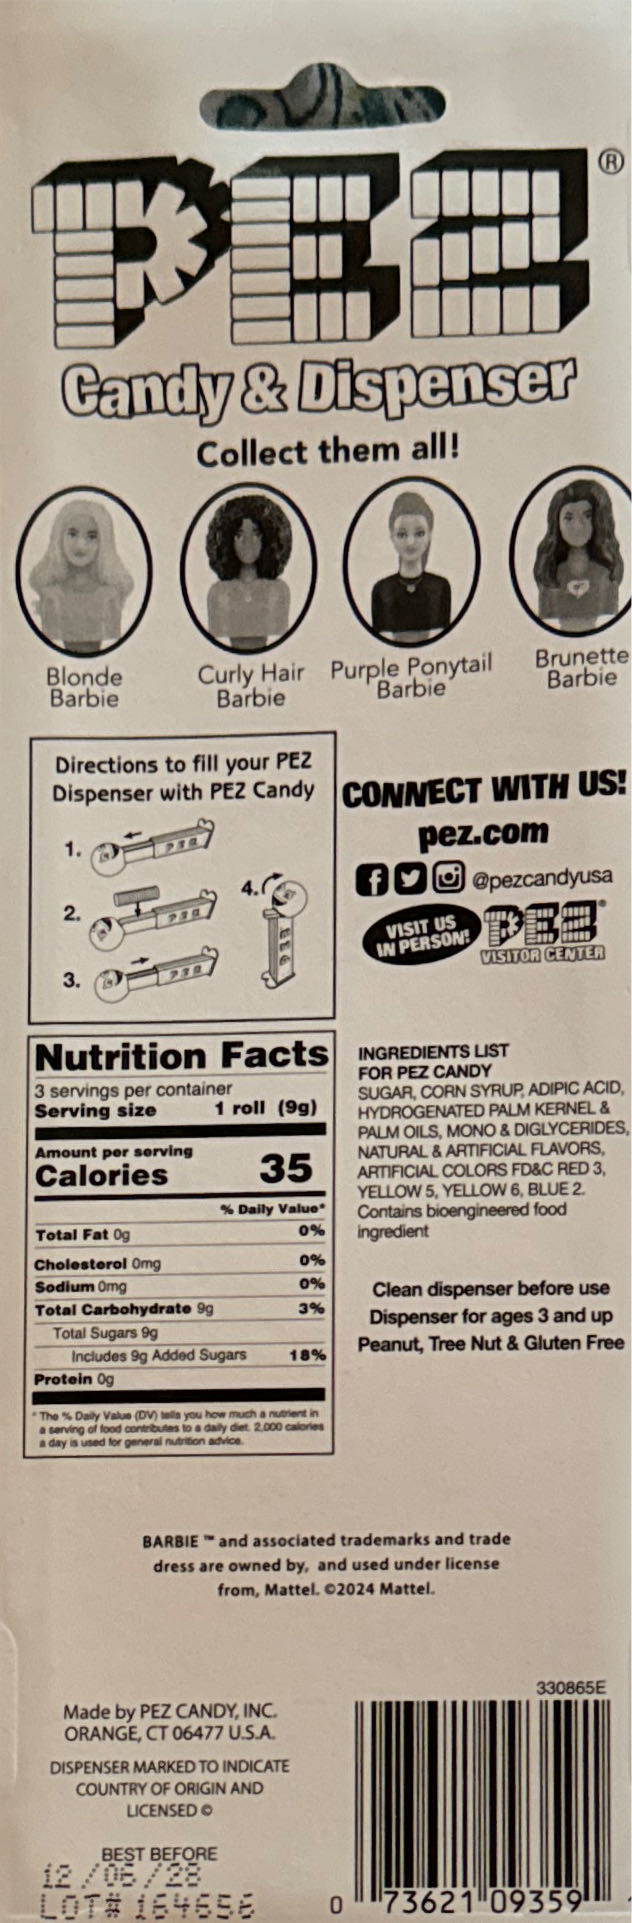 PEZ®
Candy & Dispenser
Collect them all!
Blonde
Barbie
Curly Hair
Barbie
Purple Ponytail
Barbie
Brunette
Barbie
Directions to fill your PEZ
Dispenser with PEZ Candy
1.
PEZ
2.
PEZ
3.
PEZ
4.
PEZ
CONNECT WITH US!
pez.com
@pezcandyusa
VISIT US
IN PERSON!
PEZ®
VISITOR CENTER
Nutrition Facts
3 servings per container
Serving size 1 roll (9g)
Amount per serving
Calories 35
% Daily Value*
Total Fat 0g 0%
Cholesterol 0mg 0%
Sodium 0mg 0%
Total Carbohydrate 9g 3%
Total Sugars 9g
Includes 9g Added Sugars 18%
Protein 0g
* The % Daily Value (DV) tells you how much a nutrient in
a serving of food contributes to a daily diet. 2,000 calories
a day is used for general nutrition advice.
INGREDIENTS LIST
FOR PEZ CANDY
SUGAR, CORN SYRUP, ADIPIC ACID,
HYDROGENATED PALM KERNEL &
PALM OILS, MONO & DIGLYCERIDES,
NATURAL & ARTIFICIAL FLAVORS,
ARTIFICIAL COLORS FD&C RED 3,
YELLOW 5, YELLOW 6, BLUE 2.
Contains bioengineered food
ingredient
Clean dispenser before use
Dispenser for ages 3 and up
Peanut, Tree Nut & Gluten Free
BARBIE ™ and associated trademarks and trade
dress are owned by, and used under license
from, Mattel. ©2024 Mattel.
Made by PEZ CANDY, INC.
ORANGE, CT 06477 U.S.A.
DISPENSER MARKED TO INDICATE
COUNTRY OF ORIGIN AND
LICENSED ©
BEST BEFORE
12/06/28
LOT# 164656
330865E
0 73621 09359